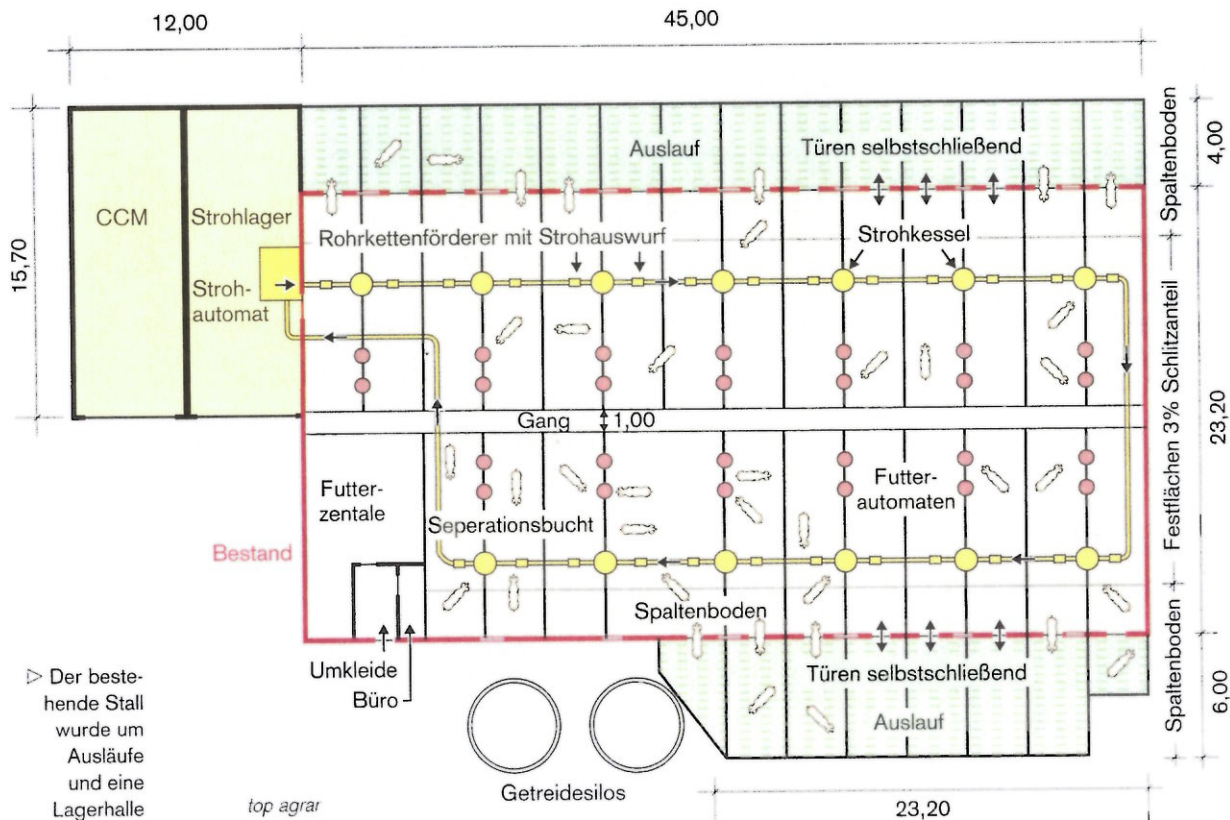 12,00
45,00
15,70
CCM
Strohlager
Stroh-
automat
Auslauf
Türen selbstschließend
Rohrkettenförderer mit Strohauswurf
Strohkessel
Gang
1,00
Futter-
zentale
Seperationsbucht
Futter-
automaten
Bestand
Spaltenboden
Umkleide
Büro
Türen selbstschließend
Auslauf
Getreidesilos
Spaltenboden
4,00
Festflächen 3% Schlitzanteil
23,20
Spaltenboden
6,00
23,20
▷ Der beste-
hende Stall
wurde um
Ausläufe
und eine
Lagerhalle
top agrar